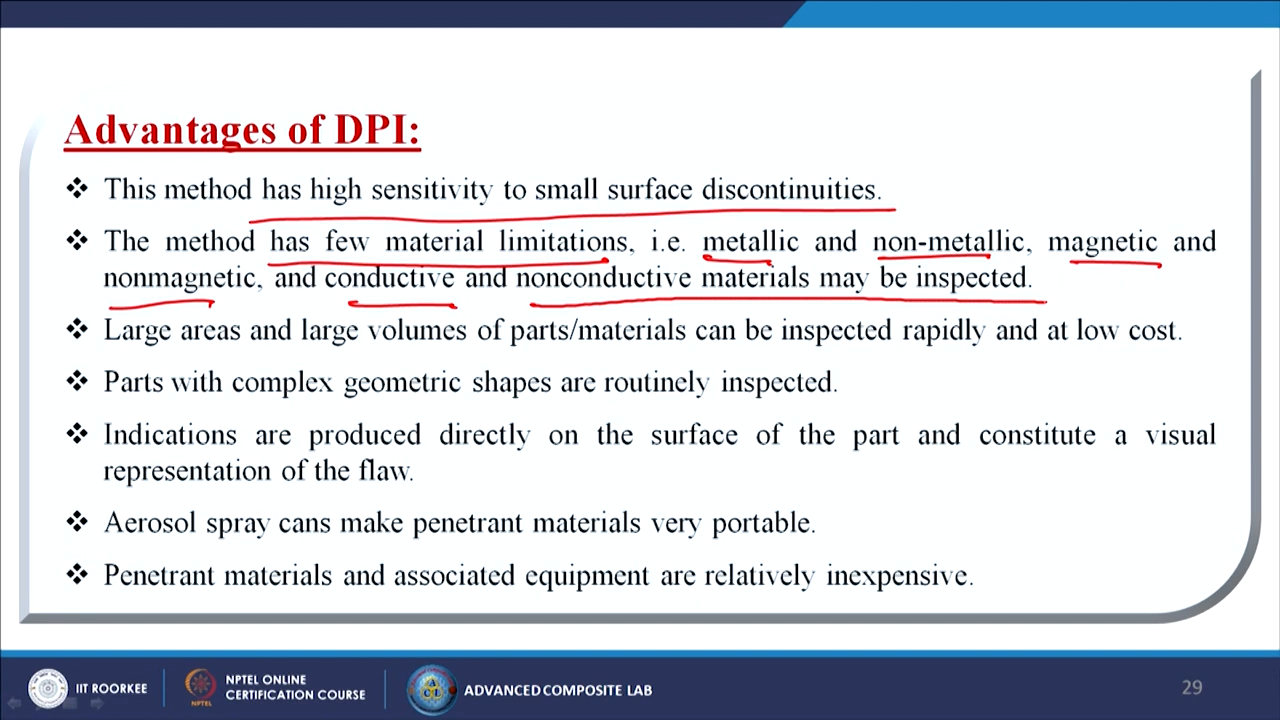 Advantages of DPI:
❖ This method has high sensitivity to small surface discontinuities.
❖ The method has few material limitations, i.e. metallic and non-metallic, magnetic and
nonmagnetic, and conductive and nonconductive materials may be inspected.
❖ Large areas and large volumes of parts/materials can be inspected rapidly and at low cost.
❖ Parts with complex geometric shapes are routinely inspected.
❖ Indications are produced directly on the surface of the part and constitute a visual
representation of the flaw.
❖ Aerosol spray cans make penetrant materials very portable.
❖ Penetrant materials and associated equipment are relatively inexpensive.
IIT ROORKEE
NPTEL
NPTEL ONLINE
CERTIFICATION COURSE
ADVANCED COMPOSITE LAB
29